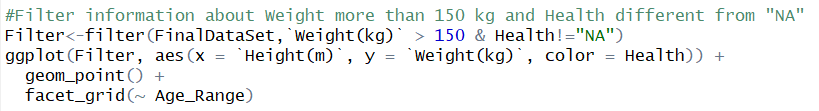 #Filter information about Weight more than 150 kg and Health different from "NA"
Filter<-filter(FinalDataSet,`Weight(kg)` > 150 & Health!="NA")
ggplot(Filter, aes(x = `Height(m)`, y = `Weight(kg)`, color = Health)) +
  geom_point() +
  facet_grid(~ Age_Range)